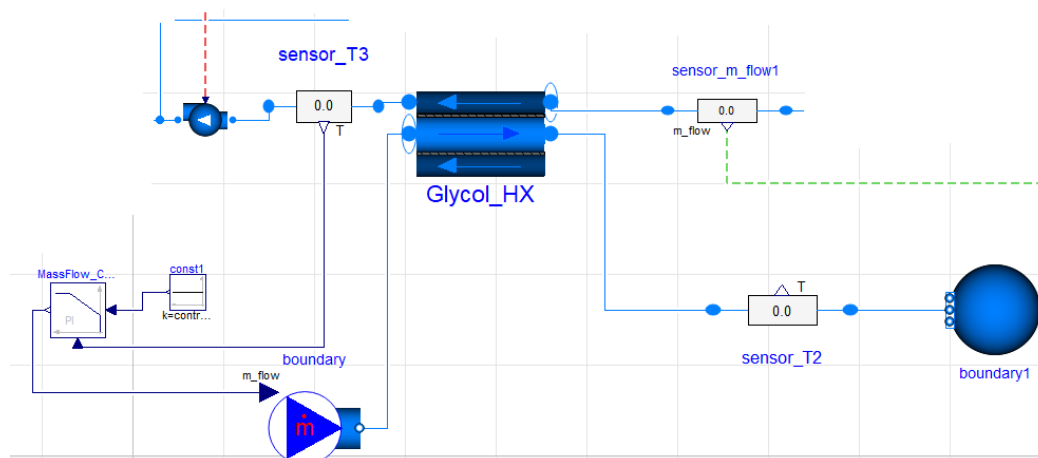 sensor_T3
sensor_m_flow1
0.0
0.0
T
m_flow
Glycol_HX
MassFlow_C...
const1
PI
k=contr...
T
0.0
boundary
sensor_T2
m_flow
boundary1
ṁ